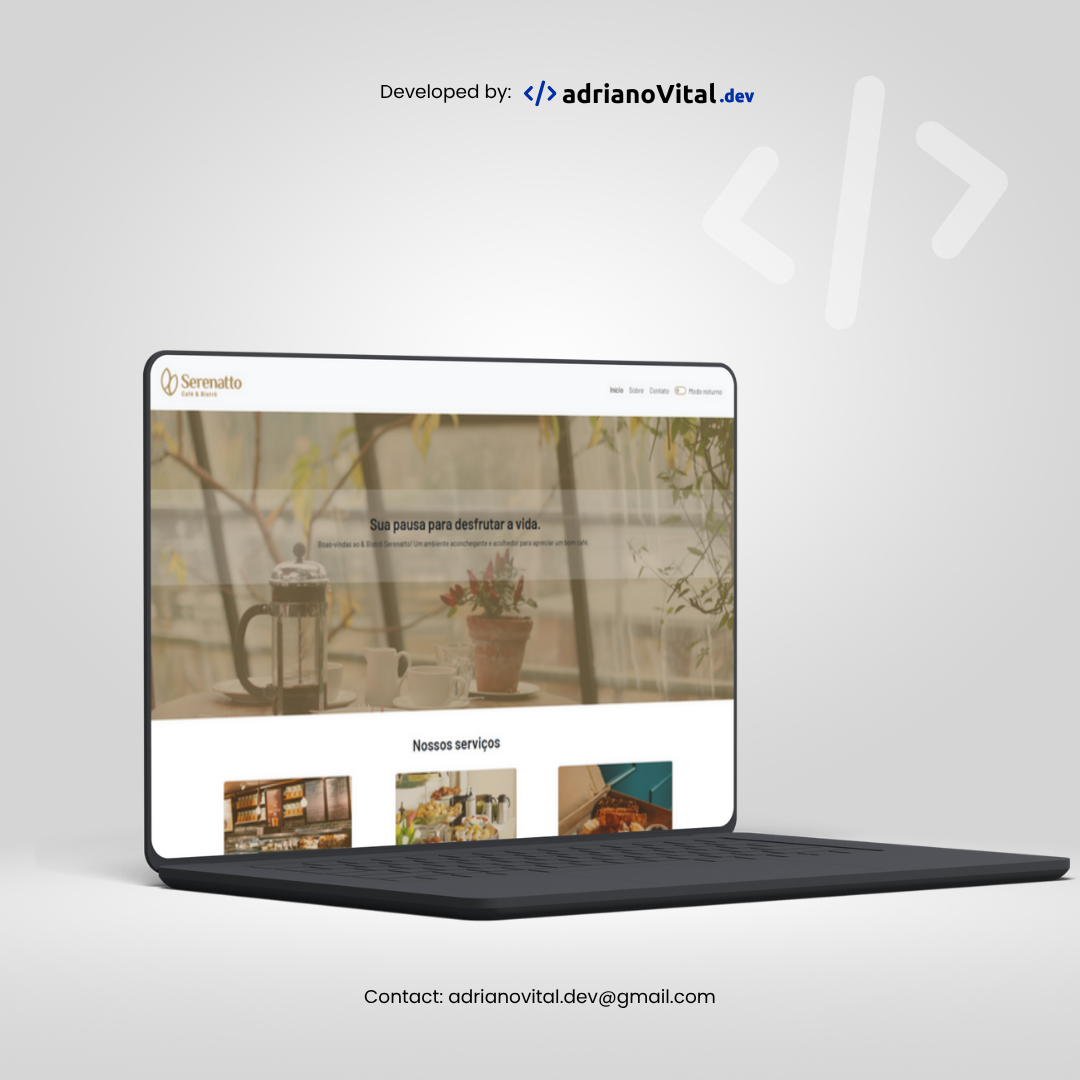 Developed by: </> adrianoVital.dev
Serenatto
Café & Bistrô
Início Sobre Contato Modo noturno
Sua pausa para desfrutar a vida.
Boas-vindas ao & Bistrô Serenatto! Um ambiente aconchegante e acolhedor para apreciar um bom café.
Nossos serviços
Contact: adrianovital.dev@gmail.com